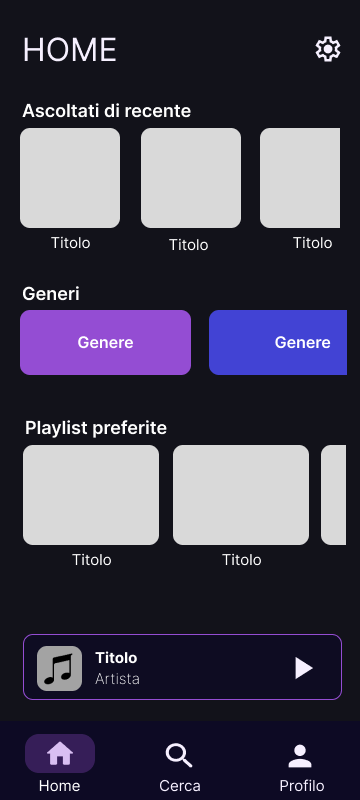 HOME
Ascoltati di recente
Titolo Titolo Titolo
Generi
Genere Genere
Playlist preferite
Titolo Titolo
Titolo
Artista
Home Cerca Profilo